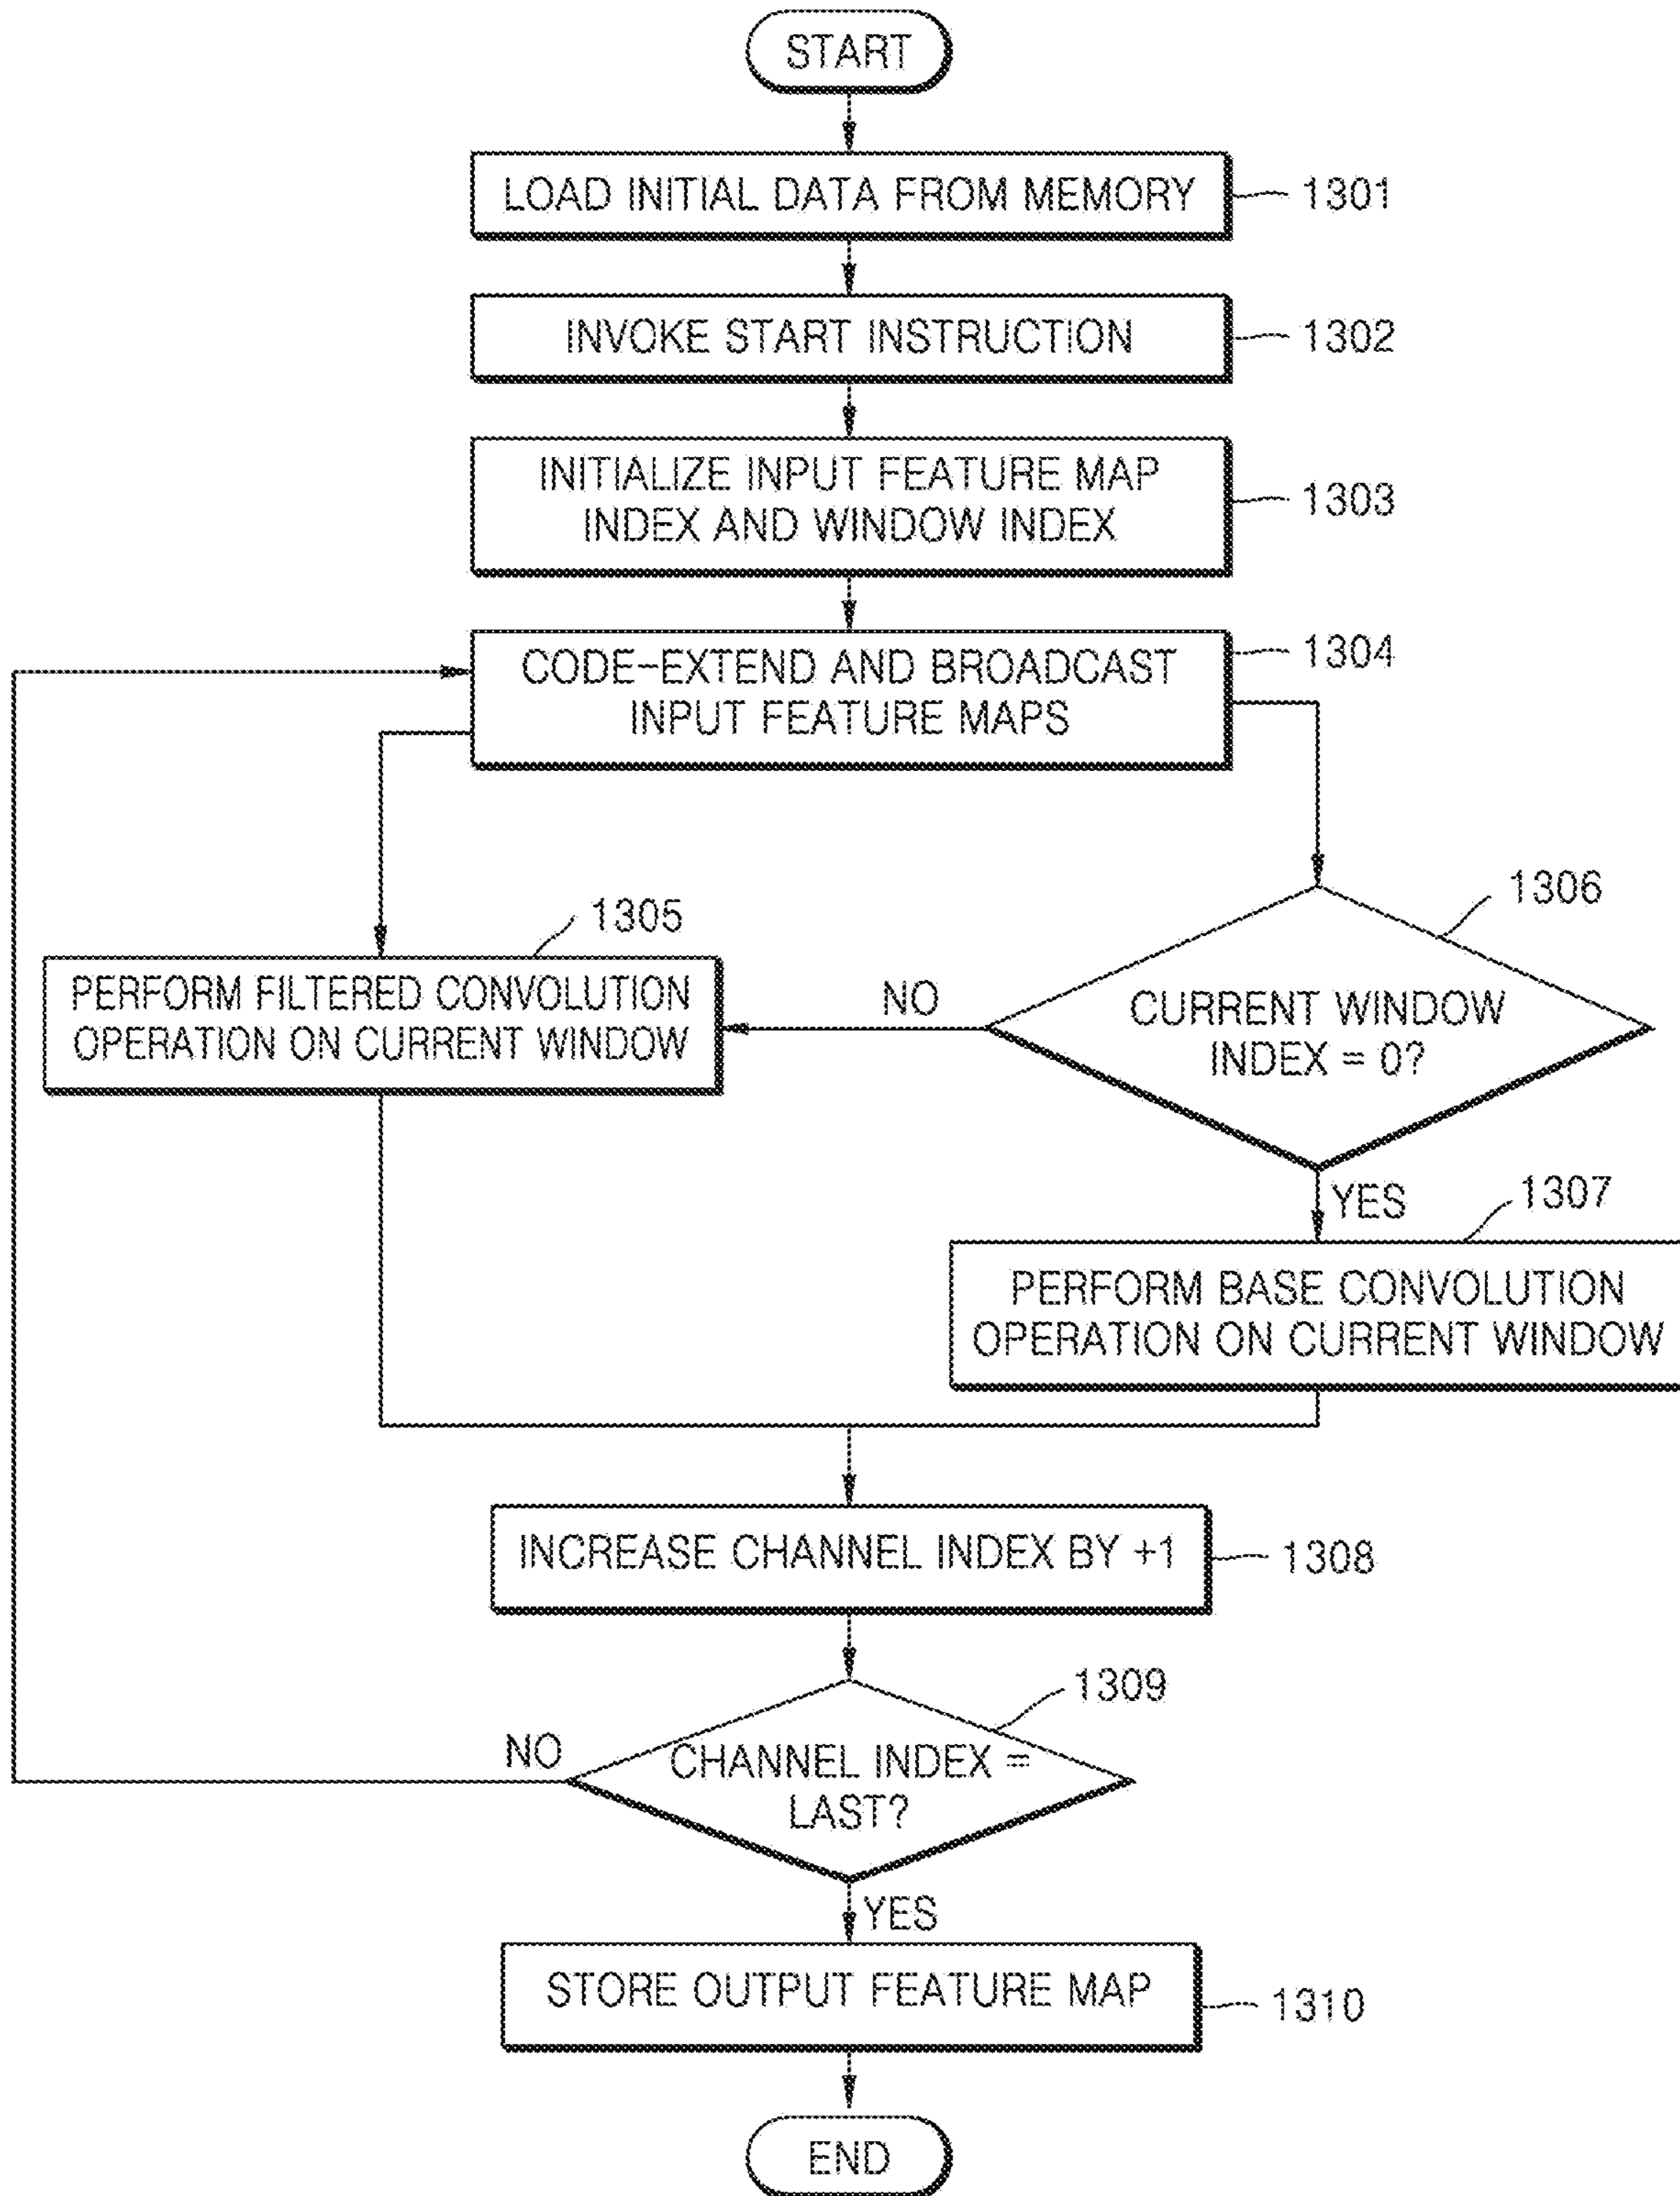 START
LOAD INITIAL DATA FROM MEMORY
1301
INVOKE START INSTRUCTION
1302
INITIALIZE INPUT FEATURE MAP
INDEX AND WINDOW INDEX
1303
CODE-EXTEND AND BROADCAST
INPUT FEATURE MAPS
1304
1305
PERFORM FILTERED CONVOLUTION
OPERATION ON CURRENT WINDOW
NO
1306
CURRENT WINDOW
INDEX = 0?
YES
1307
PERFORM BASE CONVOLUTION
OPERATION ON CURRENT WINDOW
INCREASE CHANNEL INDEX BY +1
1308
1309
NO
CHANNEL INDEX =
LAST?
YES
STORE OUTPUT FEATURE MAP
1310
END